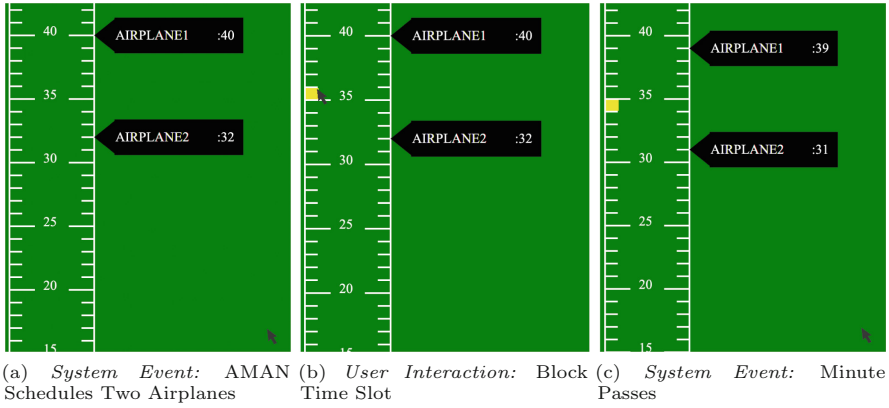 40
AIRPLANE1 :40
35
AIRPLANE2 :32
30
25
20
15
40
AIRPLANE1 :40
35
AIRPLANE2 :32
30
25
20
15
40
AIRPLANE1 :39
35
AIRPLANE2 :31
30
25
20
15
(a) System Event: AMAN
Schedules Two Airplanes
(b) User Interaction: Block
Time Slot
(c) System Event: Minute
Passes